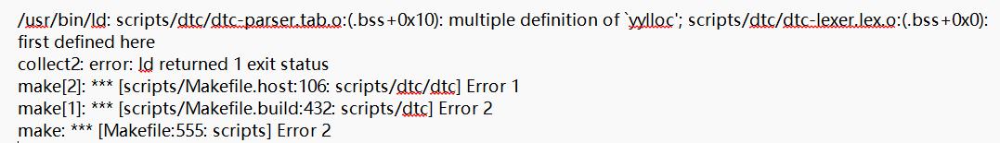 /usr/bin/ld: scripts/dtc/dtc-parser.tab.o:(.bss+0x10): multiple definition of `yylloc'; scripts/dtc/dtc-lexer.lex.o:(.bss+0x0):
first defined here
collect2: error: ld returned 1 exit status
make[2]: *** [scripts/Makefile.host:106: scripts/dtc/dtc] Error 1
make[1]: *** [scripts/Makefile.build:432: scripts/dtc] Error 2
make: *** [Makefile:555: scripts] Error 2